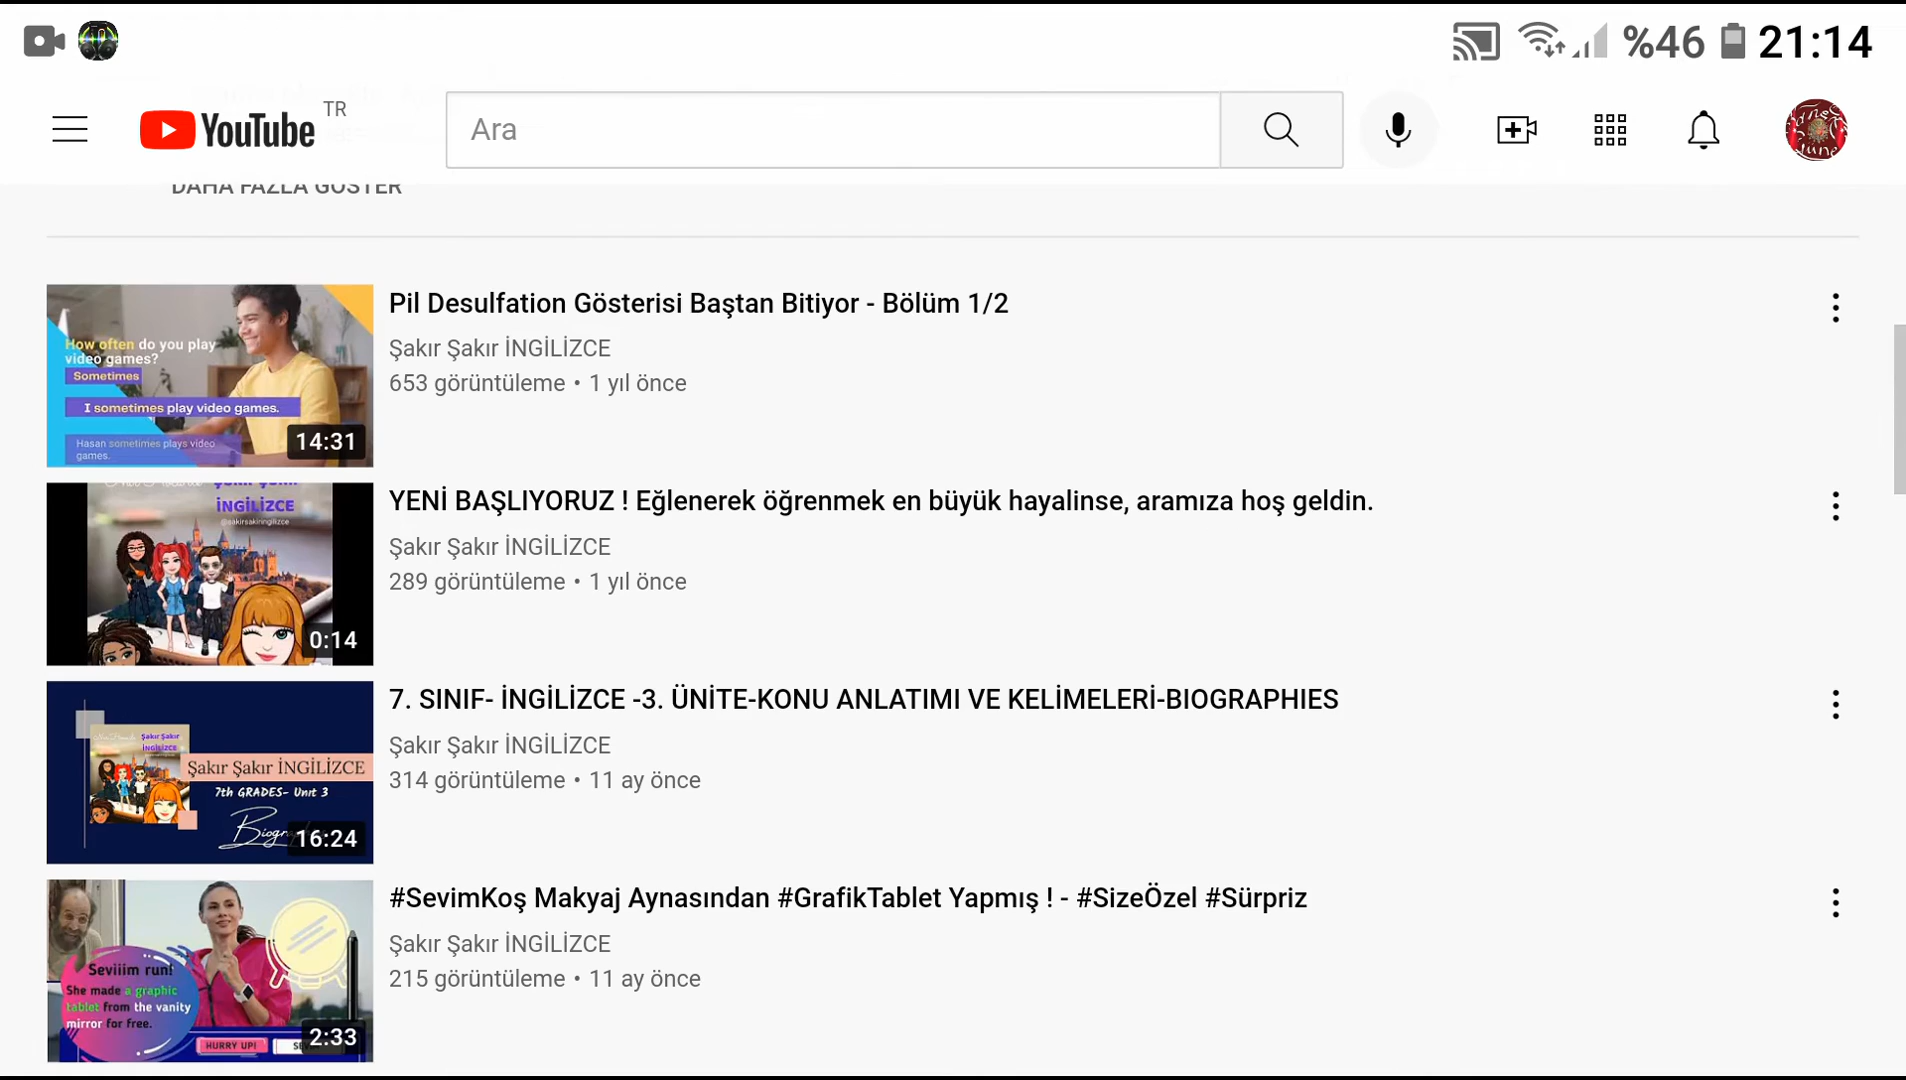 %46 21:14
YouTube TR
Ara
DAHA FAZLA GÖSTER
How often do you play
video games?
Sometimes
I sometimes play video games.
Hasan sometimes plays video
games.
14:31
Pil Desulfation Gösterisi Baştan Bitiyor - Bölüm 1/2
Şakır Şakır İNGİLİZCE
653 görüntüleme • 1 yıl önce
İNGİLİZCE
@sakirsakiringilizce
0:14
YENİ BAŞLIYORUZ ! Eğlenerek öğrenmek en büyük hayalinse, aramıza hoş geldin.
Şakır Şakır İNGİLİZCE
289 görüntüleme • 1 yıl önce
Şakır Şakır
İNGİLİZCE
Şakır Şakır İNGİLİZCE
7th GRADES- Unit 3
16:24
7. SINIF- İNGİLİZCE -3. ÜNİTE-KONU ANLATIMI VE KELİMELERİ-BIOGRAPHIES
Şakır Şakır İNGİLİZCE
314 görüntüleme • 11 ay önce
Seviiim run!
She made a graphic
tablet from the vanity
mirror for free.
HURRY UP!
2:33
#SevimKoş Makyaj Aynasından #GrafikTablet Yapmış ! - #SizeÖzel #Sürpriz
Şakır Şakır İNGİLİZCE
215 görüntüleme • 11 ay önce